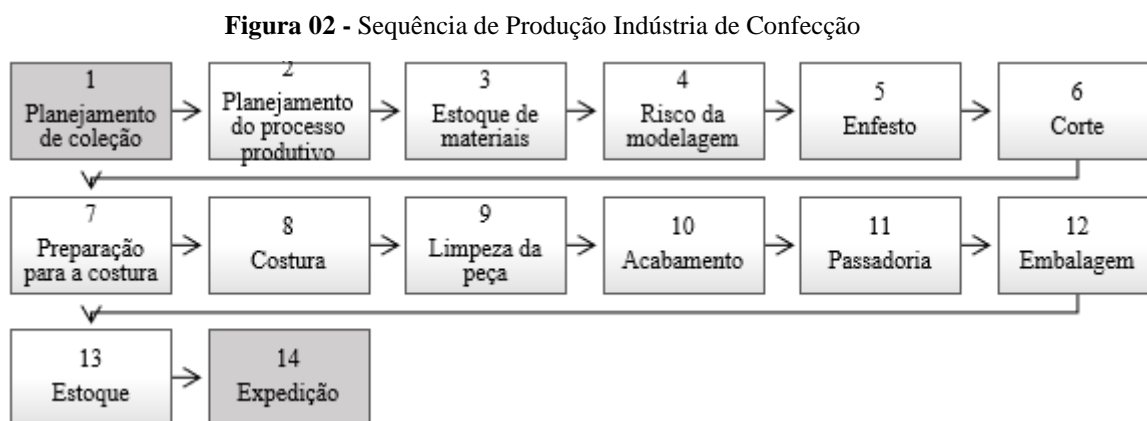 Figura 02 - Sequência de Produção Indústria de Confecção
1
Planejamento
de coleção
2
Planejamento
do processo
produtivo
3
Estoque de
materiais
4
Risco da
modelagem
5
Enfesto
6
Corte
7
Preparação
para a costura
8
Costura
9
Limpeza da
peça
10
Acabamento
11
Passadoria
12
Embalagem
13
Estoque
14
Expedição